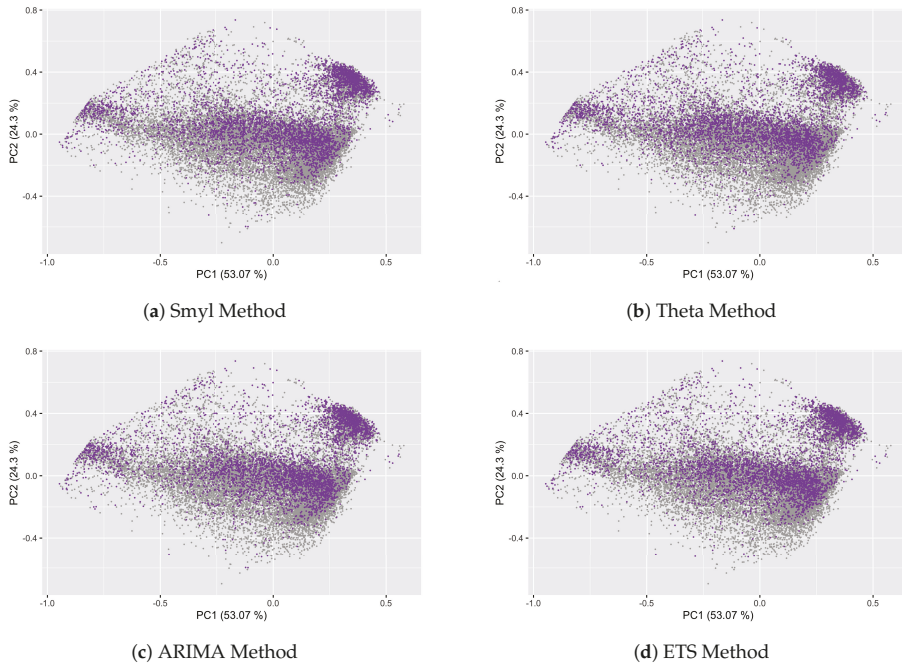 0.8
0.4
0.0
-0.4
PC2 (24.3 %)
-1.0 -0.5 0.0 0.5
PC1 (53.07 %)
(a) Smyl Method
0.8
0.4
0.0
-0.4
PC2 (24.3 %)
-1.0 -0.5 0.0 0.5
PC1 (53.07 %)
(b) Theta Method
0.8
0.4
0.0
-0.4
PC2 (24.3 %)
-1.0 -0.5 0.0 0.5
PC1 (53.07 %)
(c) ARIMA Method
0.8
0.4
0.0
-0.4
PC2 (24.3 %)
-1.0 -0.5 0.0 0.5
PC1 (53.07 %)
(d) ETS Method